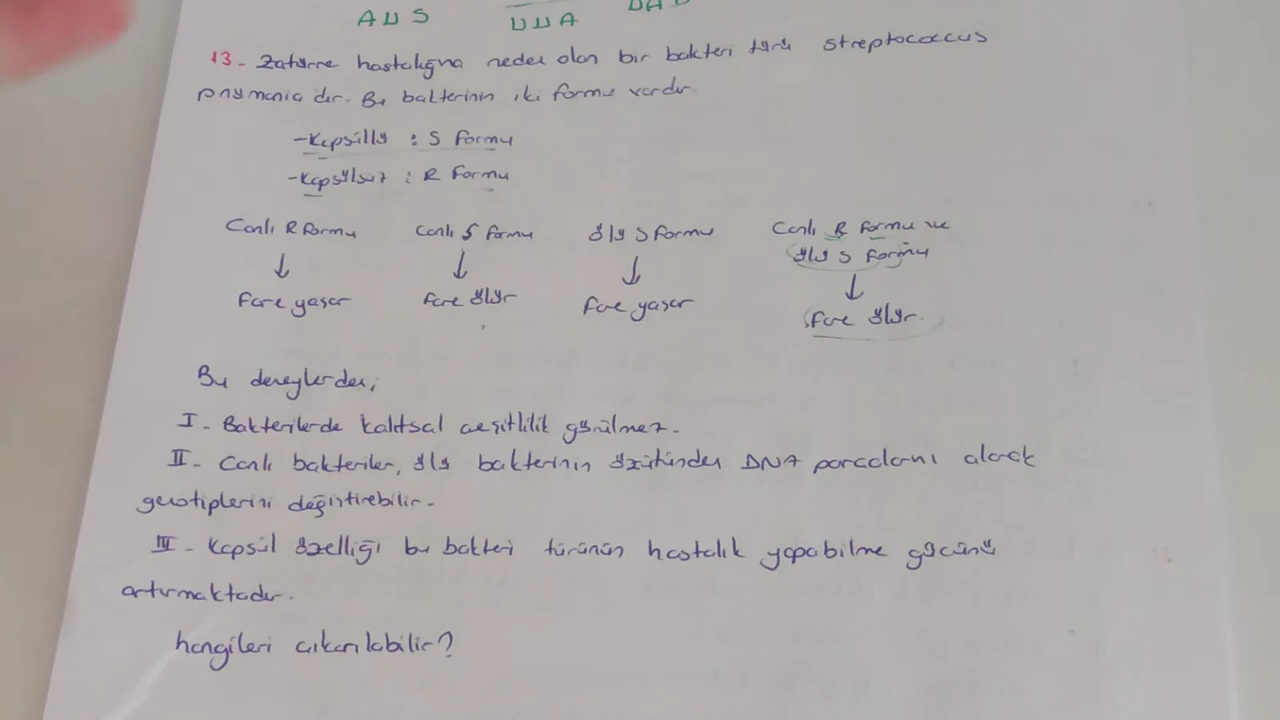 AUS
DUA
13- Zatürre hastalığına neden olan bir bakteri türü streptococcus
pnömonia dır. Bu bakterinin iki formu vardır.
-Kapsüllü : S formu
-Kapsülsüz : R formu
Canlı R formu Canlı S formu Ölü S formu Canlı R formu ve
ölü S formu
↓ ↓ ↓ ↓
Fare yaşar Fare ölür Fare yaşar Fare ölür
Bu deneylerden,
I- Bakterilerde kalıtsal çeşitlilik görülmez.
II- Canlı bakteriler, ölü bakterinin özütünden DNA parçalarını alarak
genotiplerini değiştirebilir.
III- Kapsül özelliği bu bakteri türünün hastalık yapabilme gücünü
artırmaktadır.
hangileri çıkarılabilir?